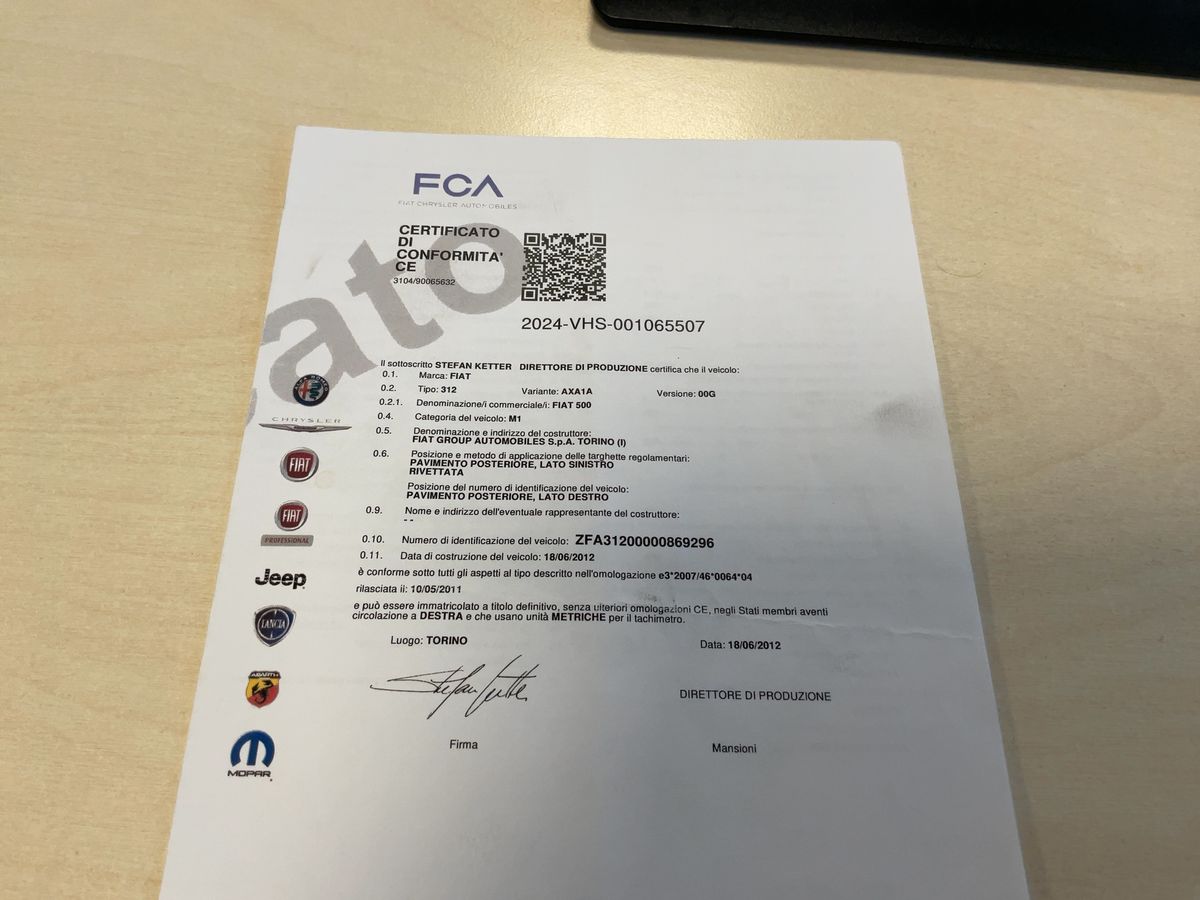 FCA
FIAT CHRYSLER AUTOMOBILES
CERTIFICATO
DI
CONFORMITA'
CE
3104/90065632
ato
2024-VHS-001065507
Il sottoscritto STEFAN KETTER DIRETTORE DI PRODUZIONE certifica che il veicolo:
0.1. Marca: FIAT
0.2. Tipo: 312 Variante: AXA1A Versione: 00G
0.2.1. Denominazione/i commerciale/i: FIAT 500
0.4. Categoria del veicolo: M1
0.5. Denominazione e indirizzo del costruttore:
FIAT GROUP AUTOMOBILES S.p.A. TORINO (I)
0.6. Posizione e metodo di applicazione delle targhette regolamentari:
PAVIMENTO POSTERIORE, LATO SINISTRO
RIVETTATA
Posizione del numero di identificazione del veicolo:
PAVIMENTO POSTERIORE, LATO DESTRO
0.9. Nome e indirizzo dell'eventuale rappresentante del costruttore:
- -
0.10. Numero di identificazione del veicolo: ZFA31200000869296
0.11. Data di costruzione del veicolo: 18/06/2012
è conforme sotto tutti gli aspetti al tipo descritto nell'omologazione e3*2007/46*0064*04
rilasciata il: 10/05/2011
e può essere immatricolato a titolo definitivo, senza ulteriori omologazioni CE, negli Stati membri aventi
circolazione a DESTRA e che usano unità METRICHE per il tachimetro.
Luogo: TORINO Data: 18/06/2012
Stefan Ketter
DIRETTORE DI PRODUZIONE
Firma Mansioni
ALFA ROMEO
CHRYSLER
FIAT
FIAT
PROFESSIONAL
Jeep
LANCIA
ABARTH
MOPAR